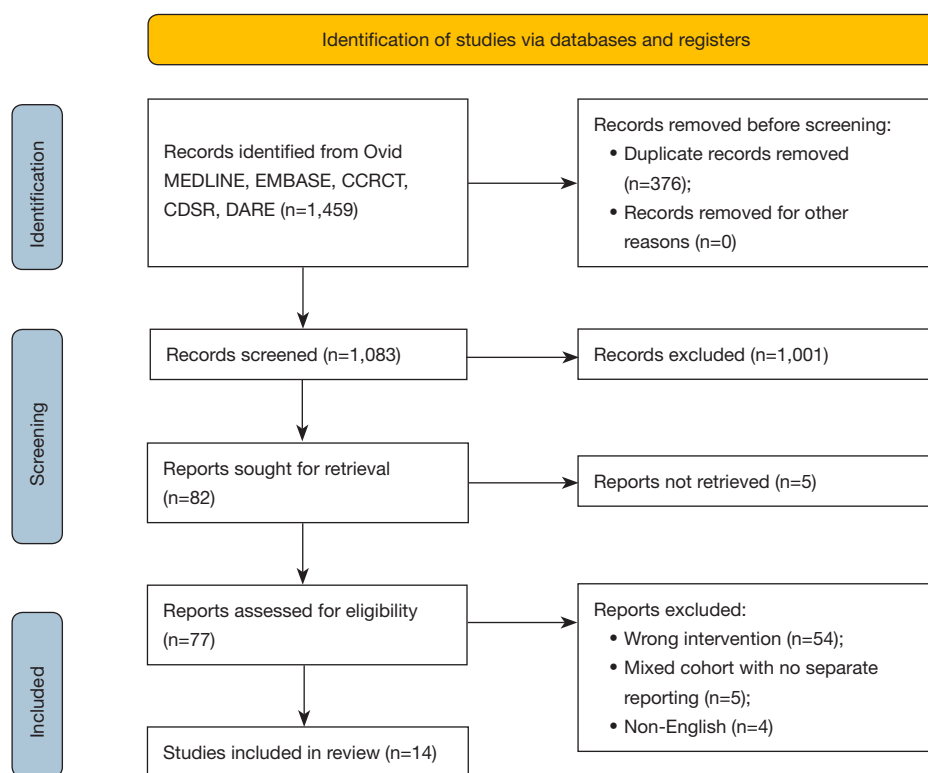 Identification of studies via databases and registers
Identification
Records identified from Ovid
MEDLINE, EMBASE, CCRCT,
CDSR, DARE (n=1,459)
Records removed before screening:
• Duplicate records removed
(n=376);
• Records removed for other
reasons (n=0)
Screening
Records screened (n=1,083)
Records excluded (n=1,001)
Reports sought for retrieval
(n=82)
Reports not retrieved (n=5)
Included
Reports assessed for eligibility
(n=77)
Reports excluded:
• Wrong intervention (n=54);
• Mixed cohort with no separate
reporting (n=5);
• Non-English (n=4)
Studies included in review (n=14)